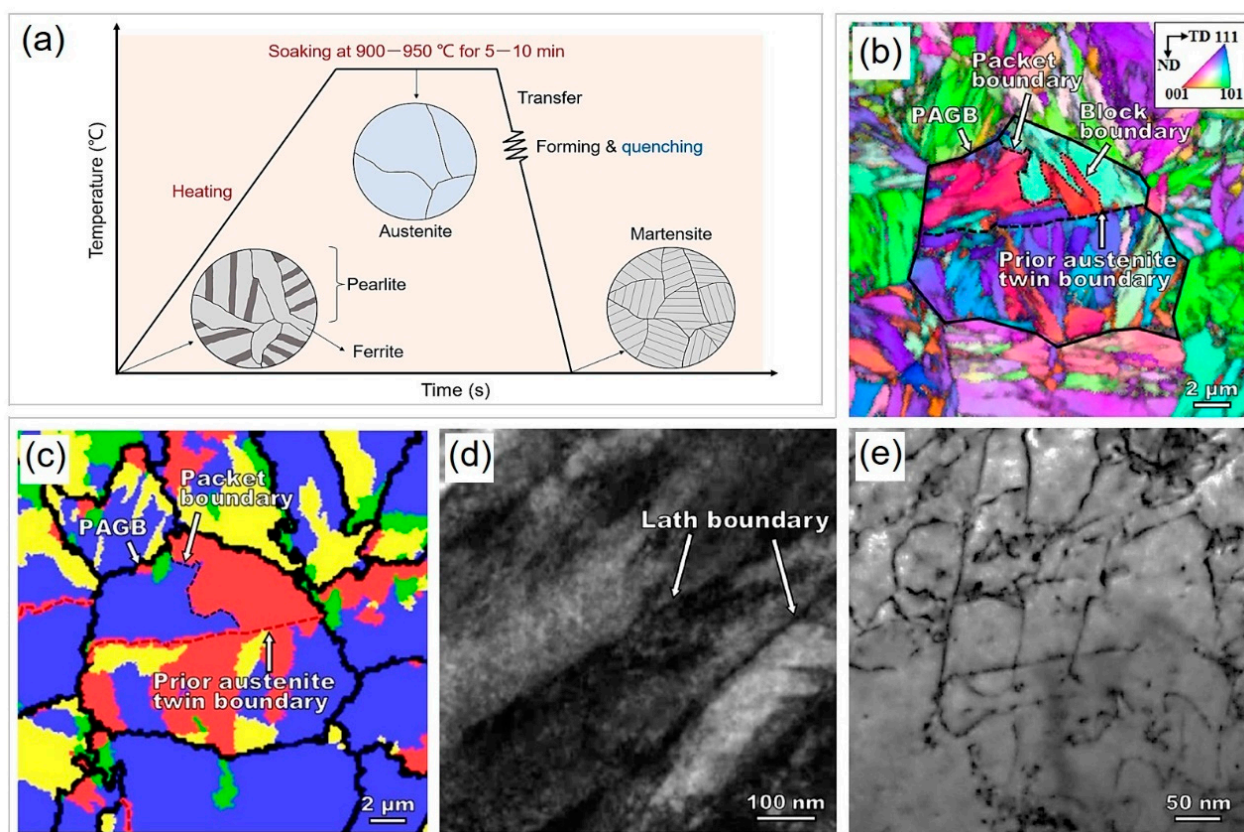 (a)
Soaking at 900–950 ℃ for 5–10 min
Transfer
Forming & quenching
Heating
Austenite
Martensite
Pearlite
Ferrite
Temperature (℃)
Time (s)
(b)
TD 111
ND
001
101
Packet
boundary
PAGB
Block
boundary
Prior austenite
twin boundary
2 μm
(c)
Packet
boundary
PAGB
Prior austenite
twin boundary
2 μm
(d)
Lath boundary
100 nm
(e)
50 nm